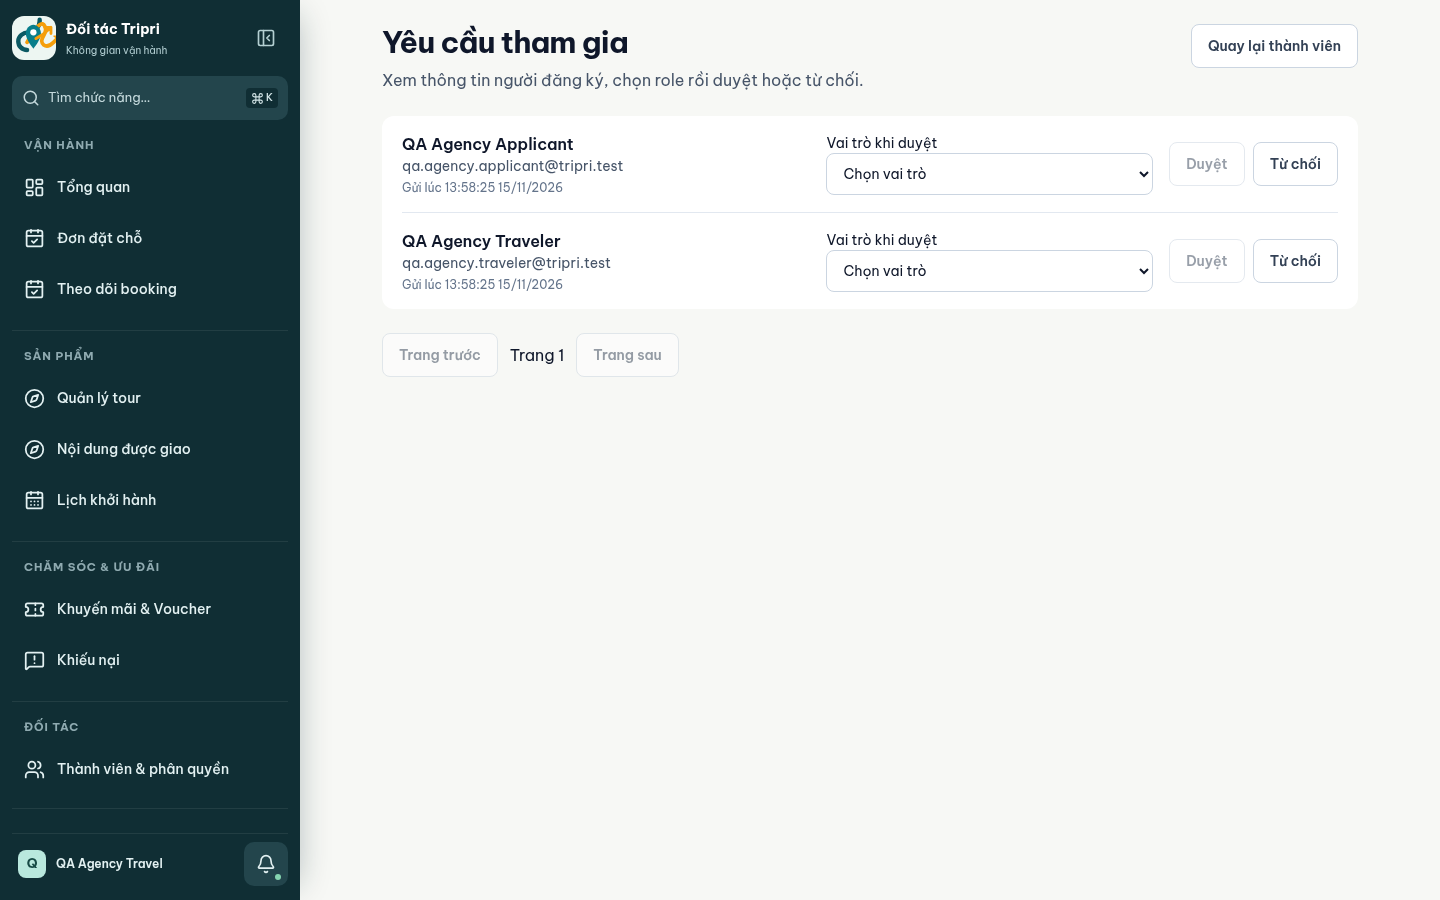 Đối tác Tripri
Không gian vận hành
Tìm chức năng...
⌘K
VẬN HÀNH
Tổng quan
Đơn đặt chỗ
Theo dõi booking
SẢN PHẨM
Quản lý tour
Nội dung được giao
Lịch khởi hành
CHĂM SÓC & ƯU ĐÃI
Khuyến mãi & Voucher
Khiếu nại
ĐỐI TÁC
Thành viên & phân quyền
Q
QA Agency Travel
Yêu cầu tham gia
Quay lại thành viên
Xem thông tin người đăng ký, chọn role rồi duyệt hoặc từ chối.
QA Agency Applicant
qa.agency.applicant@tripri.test
Gửi lúc 13:58:25 15/11/2026
Vai trò khi duyệt
Chọn vai trò
Duyệt
Từ chối
QA Agency Traveler
qa.agency.traveler@tripri.test
Gửi lúc 13:58:25 15/11/2026
Vai trò khi duyệt
Chọn vai trò
Duyệt
Từ chối
Trang trước
Trang 1
Trang sau